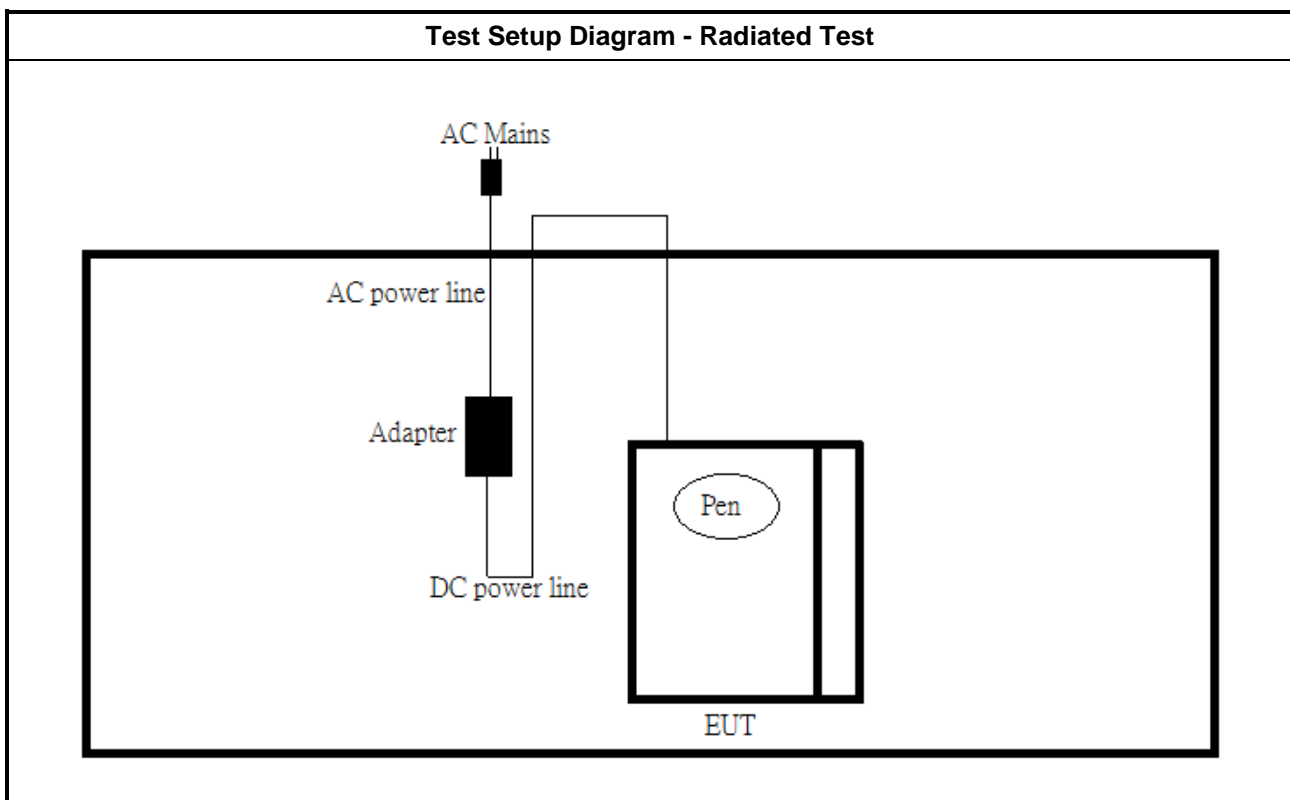 Test Setup Diagram - Radiated Test
AC Mains
AC power line
Adapter
Pen
DC power line
EUT